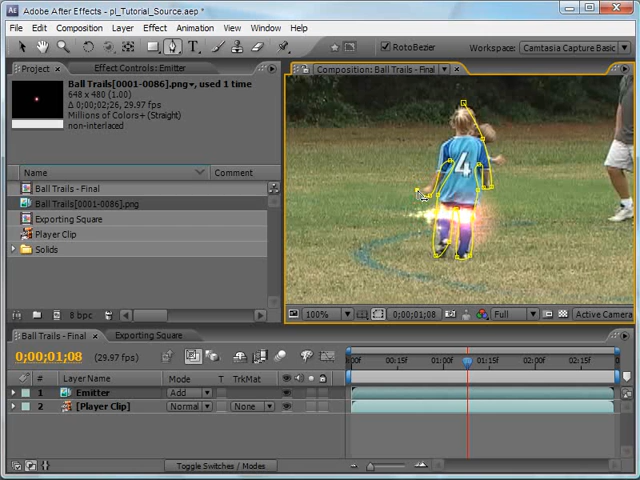 Adobe After Effects - pl_Tutorial_Source.aep *
File Edit Composition Layer Effect Animation View Window Help
RotoBezier Workspace: Camtasia Capture Basic
Project × Effect Controls: Emitter
Composition: Ball Trails - Final
Ball Trails[0001-0086].png▾, used 1 time
648 x 480 (1.00)
Δ 0;00;02;26, 29.97 fps
Millions of Colors+ (Straight)
non-interlaced
Name Comment
Ball Trails - Final
Ball Trails[0001-0086].png
Exporting Square
Player Clip
Solids
4
8 bpc
100% 0;00;01;08 Full Active Camera
Ball Trails - Final × Exporting Square
0;00;01;08 (29.97 fps)
# Layer Name Mode T TrkMat
:00f 00:15f 01:00f 01:15f 02:00f 02:15f
1 Emitter Add
2 [Player Clip] Normal None
Toggle Switches / Modes